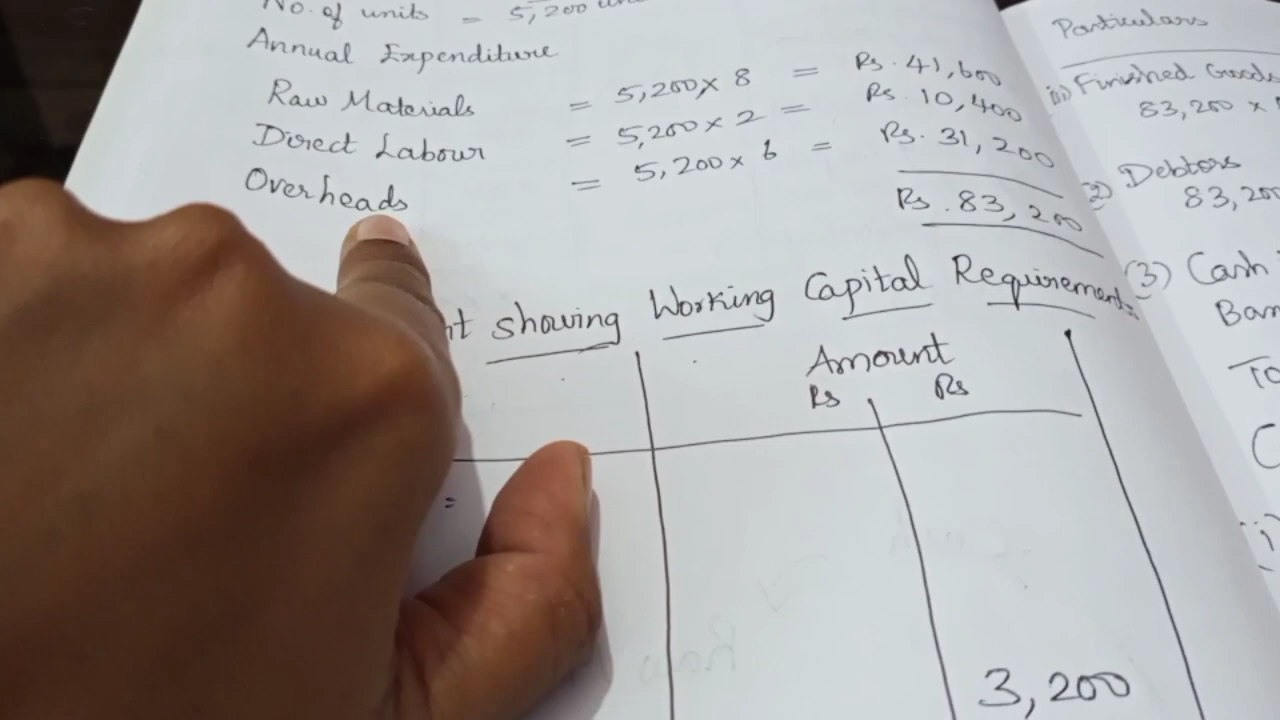 No. of units = 5,200
Annual Expenditure
Raw Materials = 5,200 x 8 = Rs. 41,600
Direct Labour = 5,200 x 2 = Rs. 10,400
Overheads = 5,200 x 6 = Rs. 31,200
Rs. 83,200
showing Working Capital Requirements
Amount
Rs Rs
=
3,200
Particulars
Finished Goods
83,200 x
(2) Debtors
83,200
(3) Cash